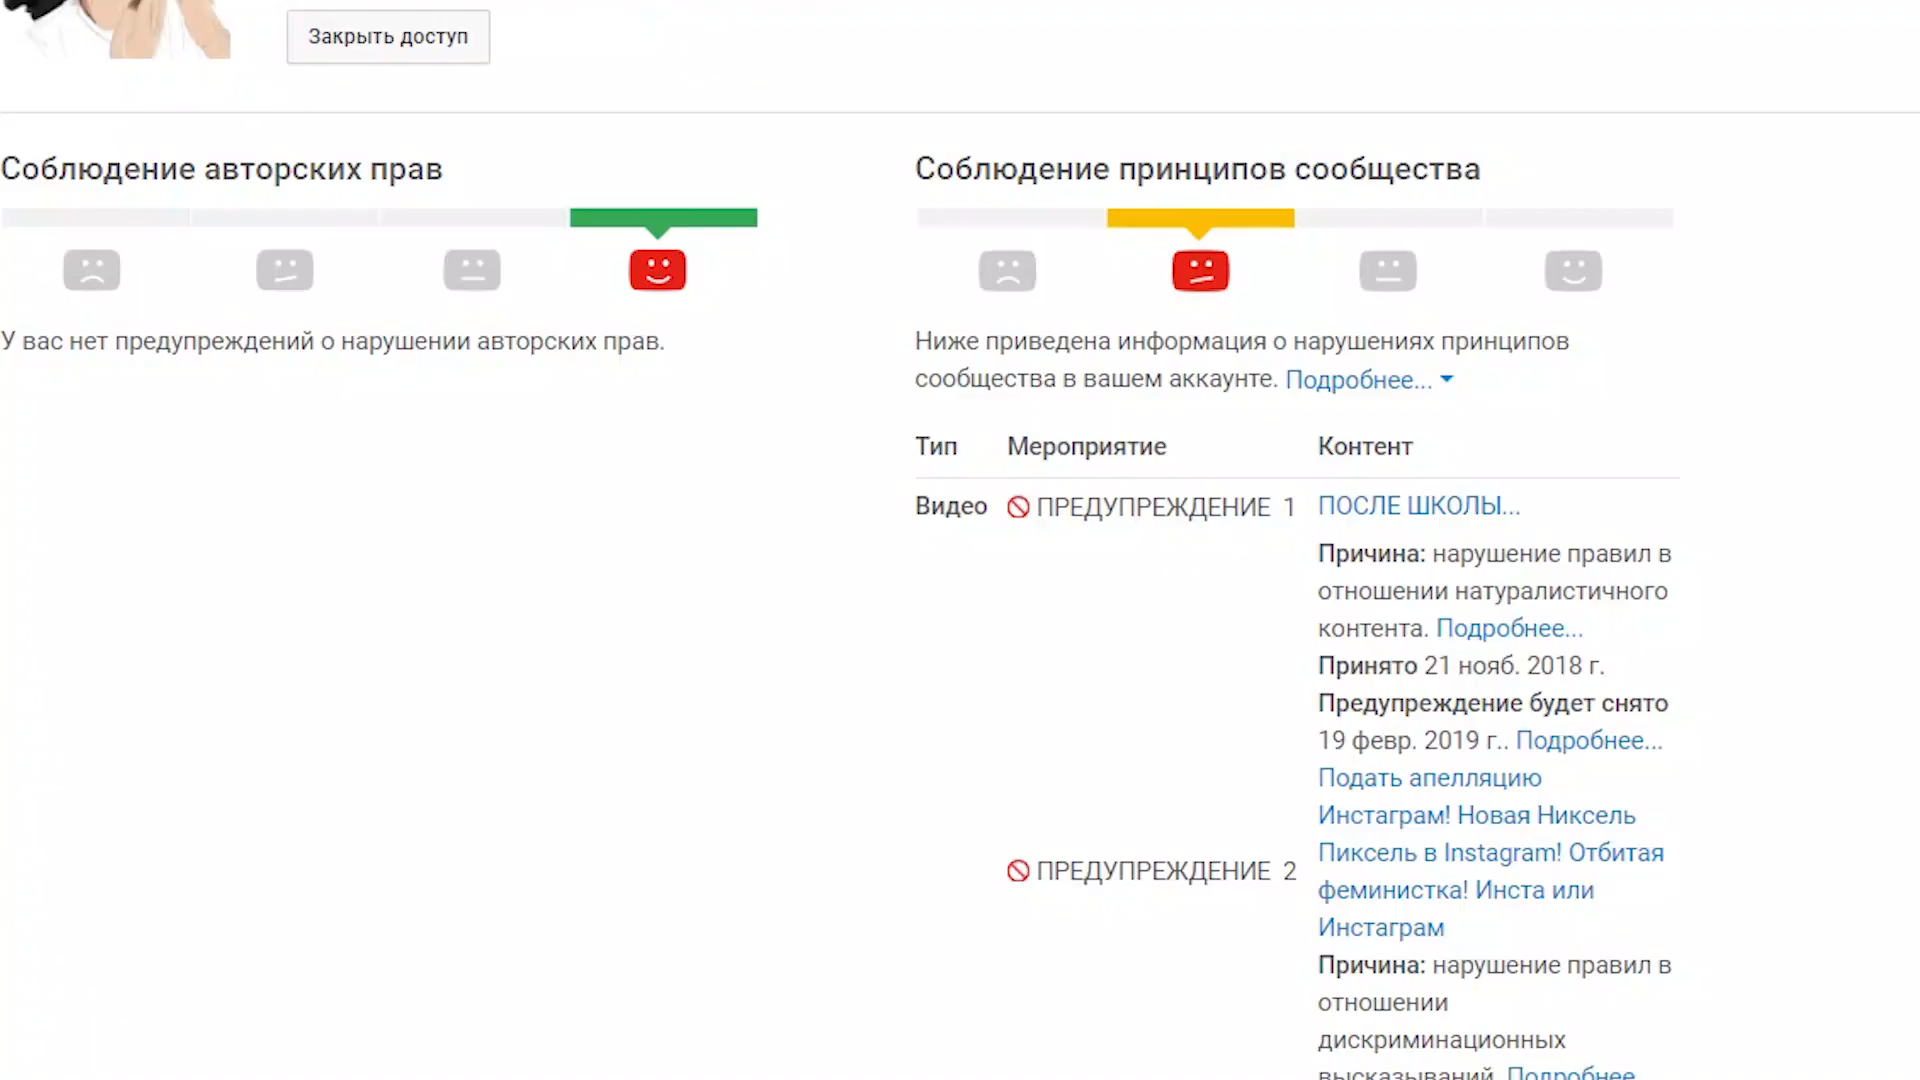 Закрыть доступ
Соблюдение авторских прав
У вас нет предупреждений о нарушении авторских прав.
Соблюдение принципов сообщества
Ниже приведена информация о нарушениях принципов
сообщества в вашем аккаунте. Подробнее...
Тип Мероприятие Контент
Видео ПРЕДУПРЕЖДЕНИЕ 1 ПОСЛЕ ШКОЛЫ...
Причина: нарушение правил в
отношении натуралистичного
контента. Подробнее...
Принято 21 нояб. 2018 г.
Предупреждение будет снято
19 февр. 2019 г.. Подробнее...
Подать апелляцию
ПРЕДУПРЕЖДЕНИЕ 2
Инстаграм! Новая Никсель
Пиксель в Instagram! Отбитая
феминистка! Инста или
Инстаграм
Причина: нарушение правил в
отношении
дискриминационных
высказываний. Подробнее